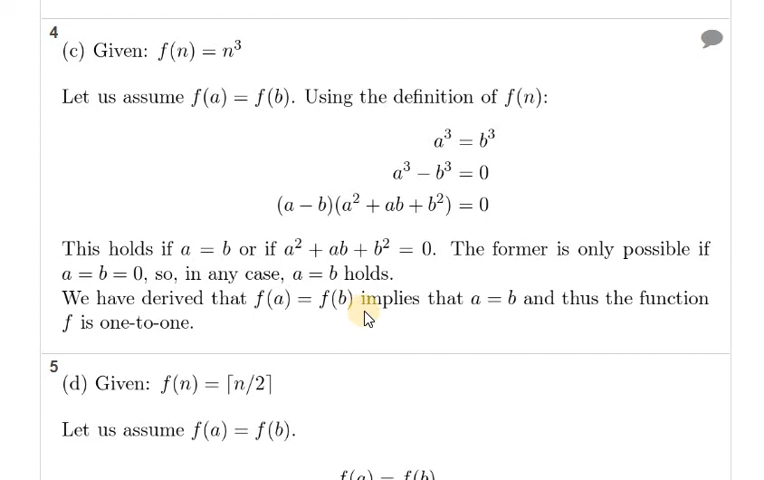 4
(c) Given: f(n) = n³
Let us assume f(a) = f(b). Using the definition of f(n):
a³ = b³
a³ − b³ = 0
(a − b)(a² + ab + b²) = 0
This holds if a = b or if a² + ab + b² = 0. The former is only possible if
a = b = 0, so, in any case, a = b holds.
We have derived that f(a) = f(b) implies that a = b and thus the function
f is one-to-one.
5
(d) Given: f(n) = ⌈n/2⌉
Let us assume f(a) = f(b).
f(a) = f(b)